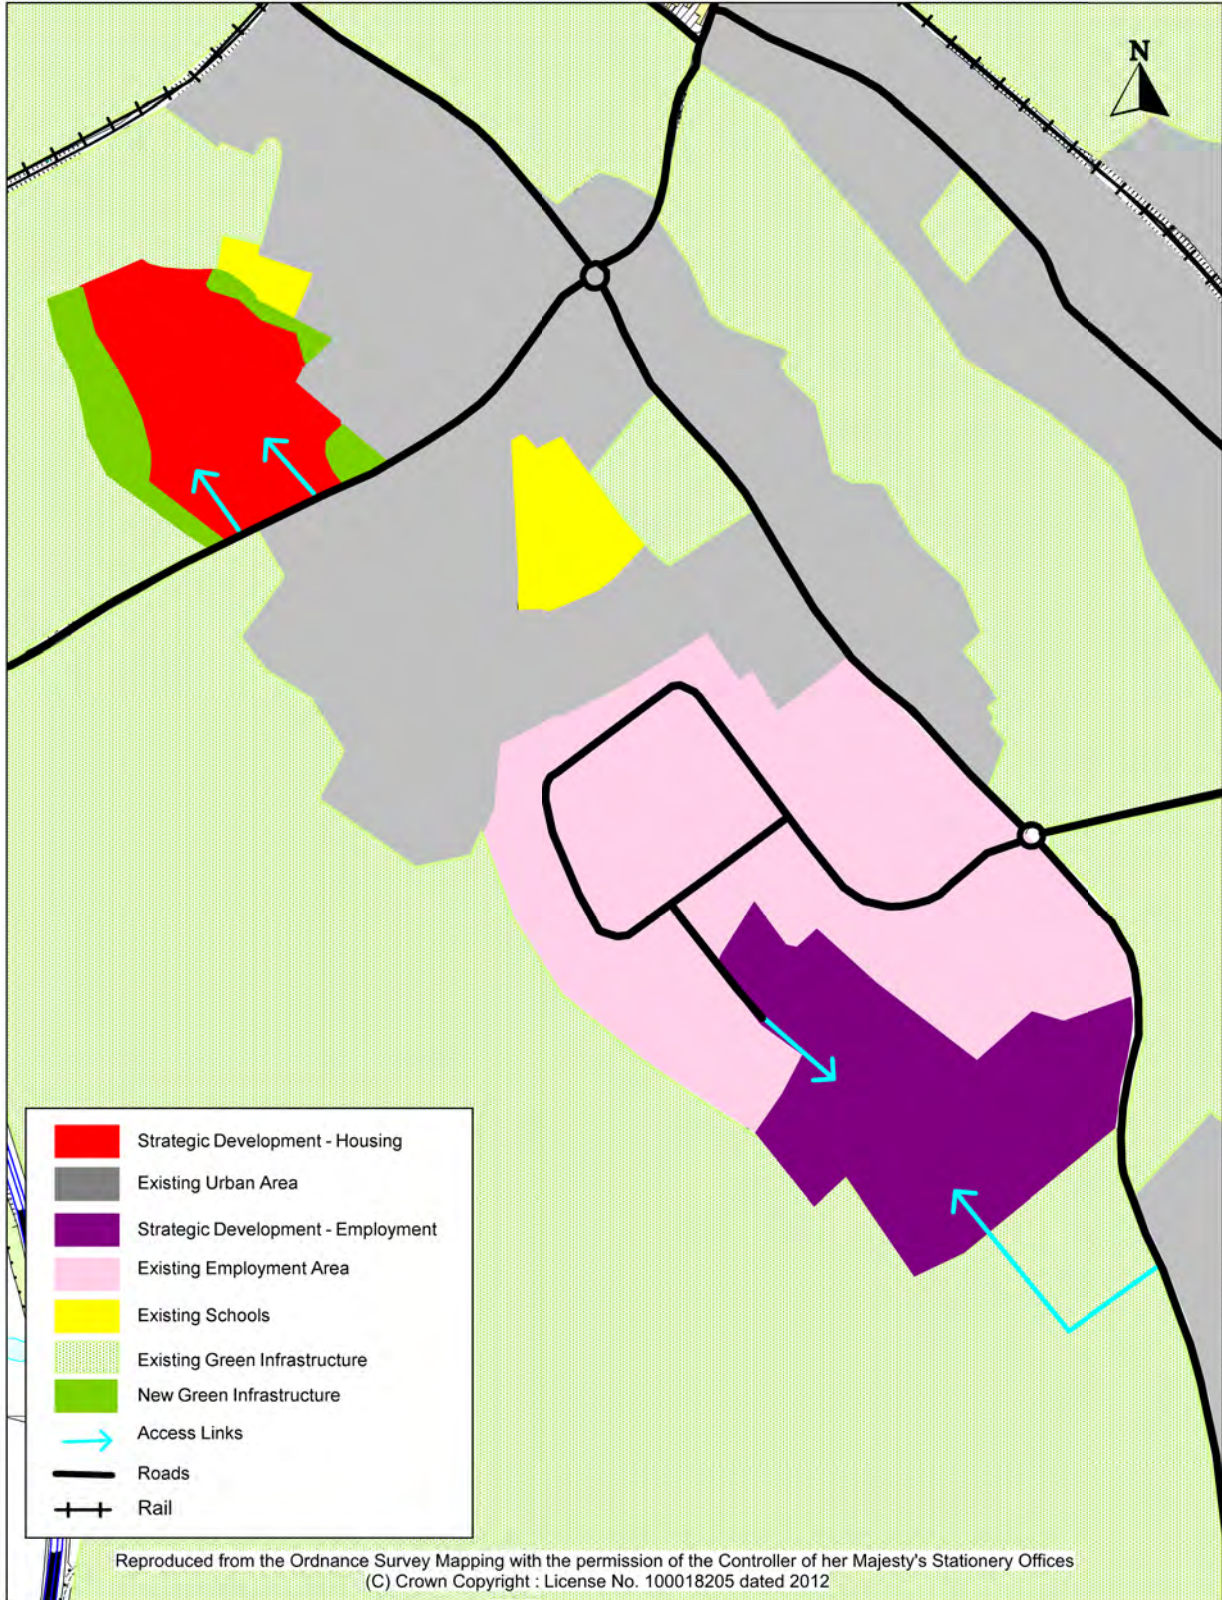 N
Strategic Development - Housing
Existing Urban Area
Strategic Development - Employment
Existing Employment Area
Existing Schools
Existing Green Infrastructure
New Green Infrastructure
Access Links
Roads
Rail
Reproduced from the Ordnance Survey Mapping with the permission of the Controller of her Majesty's Stationery Offices
(C) Crown Copyright : License No. 100018205 dated 2012